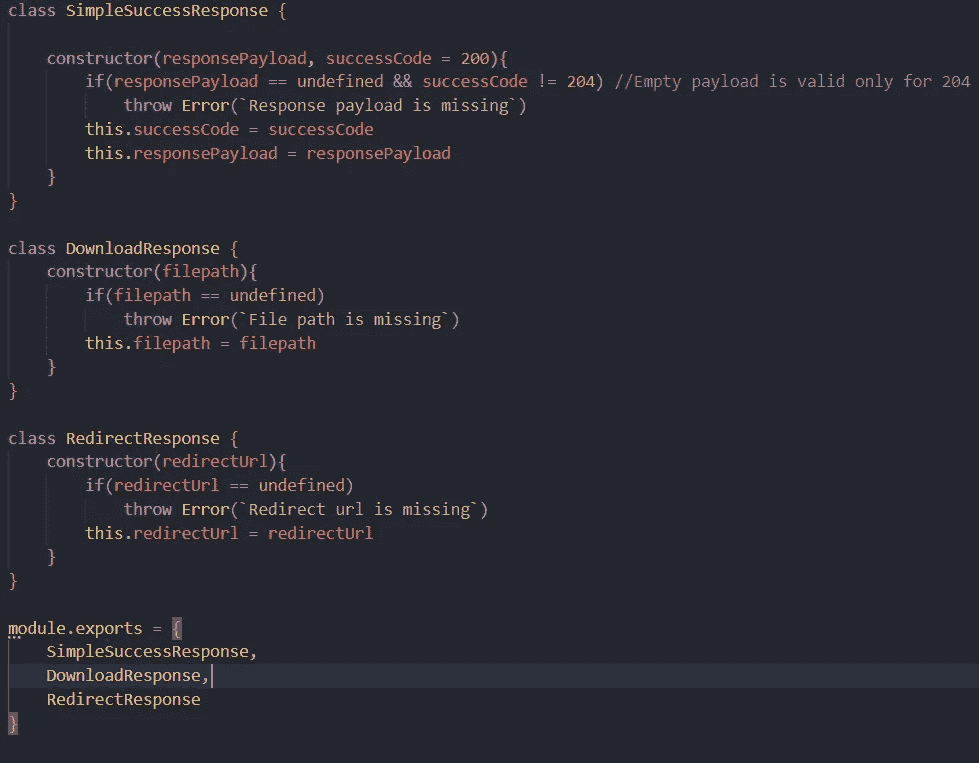 class SimpleSuccessResponse {
constructor(responsePayload, successCode = 200){
if(responsePayload == undefined && successCode != 204) //Empty payload is valid only for 204
throw Error(`Response payload is missing`)
this.successCode = successCode
this.responsePayload = responsePayload
}
}
class DownloadResponse {
constructor(filepath){
if(filepath == undefined)
throw Error(`File path is missing`)
this.filepath = filepath
}
}
class RedirectResponse {
constructor(redirectUrl){
if(redirectUrl == undefined)
throw Error(`Redirect url is missing`)
this.redirectUrl = redirectUrl
}
}
module.exports = {
SimpleSuccessResponse,
DownloadResponse,
RedirectResponse
}